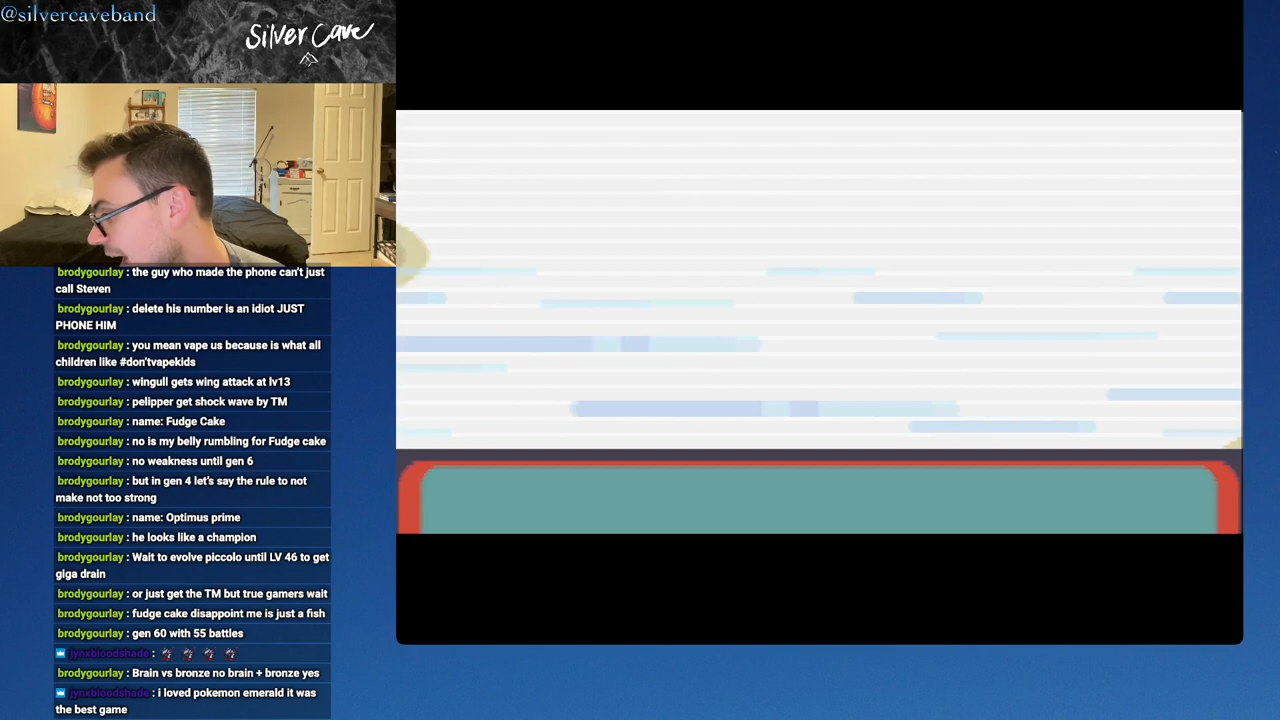 @silvercaveband
Silver Cave
brodygourlay : the guy who made the phone can't just
call Steven
brodygourlay : delete his number is an idiot JUST
PHONE HIM
brodygourlay : you mean vape us because is what all
children like #don'tvapekids
brodygourlay : wingull gets wing attack at lv13
brodygourlay : pelipper get shock wave by TM
brodygourlay : name: Fudge Cake
brodygourlay : no is my belly rumbling for Fudge cake
brodygourlay : no weakness until gen 6
brodygourlay : but in gen 4 let's say the rule to not
make not too strong
brodygourlay : name: Optimus prime
brodygourlay : he looks like a champion
brodygourlay : Wait to evolve piccolo until LV 46 to get
giga drain
brodygourlay : or just get the TM but true gamers wait
brodygourlay : fudge cake disappoint me is just a fish
brodygourlay : gen 60 with 55 battles
jynxbloodshade :
brodygourlay : Brain vs bronze no brain + bronze yes
jynxbloodshade : i loved pokemon emerald it was
the best game